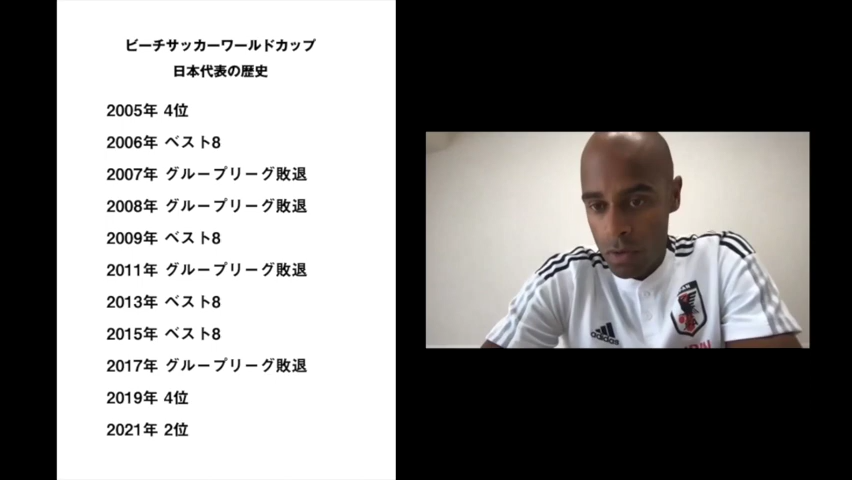 ビーチサッカーワールドカップ
日本代表の歴史
2005年 4位
2006年 ベスト8
2007年 グループリーグ敗退
2008年 グループリーグ敗退
2009年 ベスト8
2011年 グループリーグ敗退
2013年 ベスト8
2015年 ベスト8
2017年 グループリーグ敗退
2019年 4位
2021年 2位
adidas